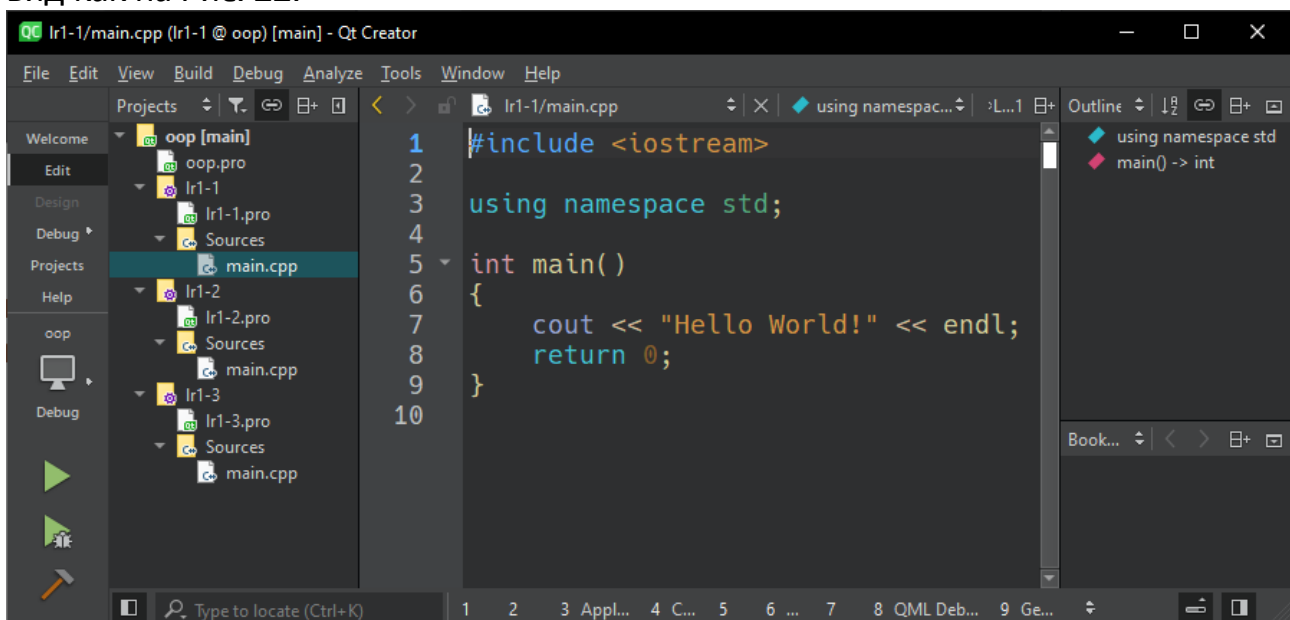 lr1-1/main.cpp (lr1-1 @ oop) [main] - Qt Creator
File Edit View Build Debug Analyze Tools Window Help
Projects
lr1-1/main.cpp
using namespac...
L...1
Outline
Welcome
Edit
Design
Debug
Projects
Help
oop
Debug
oop [main]
oop.pro
lr1-1
lr1-1.pro
Sources
main.cpp
lr1-2
lr1-2.pro
Sources
main.cpp
lr1-3
lr1-3.pro
Sources
main.cpp
1 #include <iostream>
2
3 using namespace std;
4
5 int main()
6 {
7 cout << "Hello World!" << endl;
8 return 0;
9 }
10
using namespace std
main() -> int
Book...
Type to locate (Ctrl+K)
1 2 3 Appl... 4 C... 5 6 ... 7 8 QML Deb... 9 Ge...